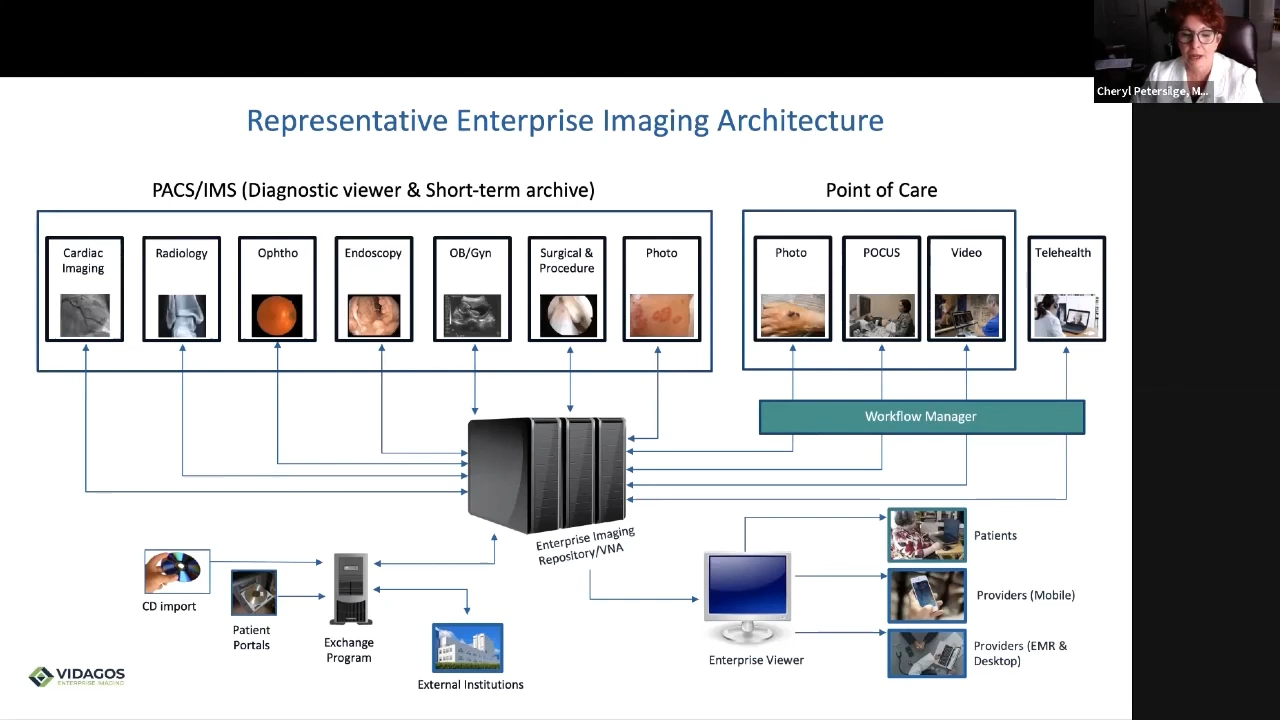 Cheryl Petersilge, M...
Representative Enterprise Imaging Architecture
PACS/IMS (Diagnostic viewer & Short-term archive)
Point of Care
Cardiac
Imaging
Radiology
Ophtho
Endoscopy
OB/Gyn
Surgical &
Procedure
Photo
Photo
POCUS
Video
Telehealth
Workflow Manager
Enterprise Imaging
Repository/VNA
CD import
Patient
Portals
Exchange
Program
External Institutions
Enterprise Viewer
Patients
Providers (Mobile)
Providers (EMR &
Desktop)
VIDAGOS
ENTERPRISE IMAGING